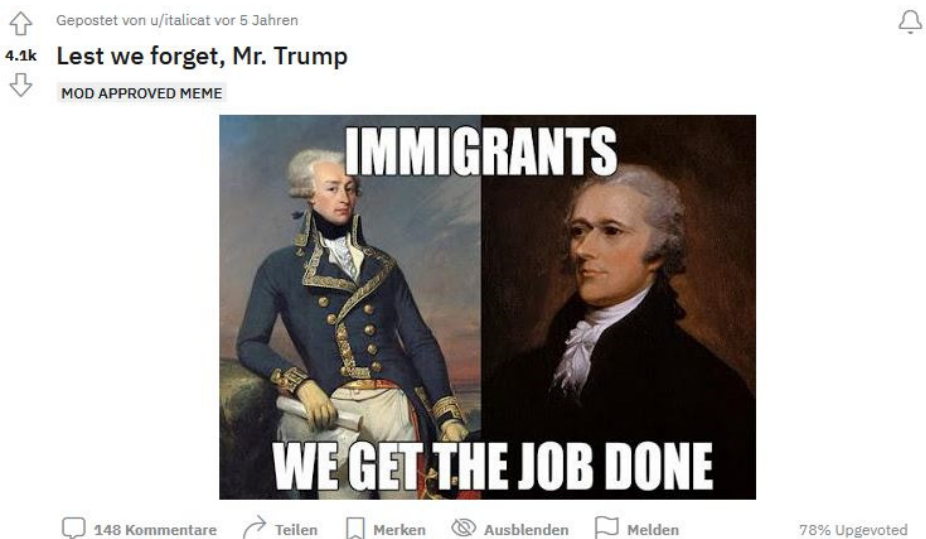 Gepostet von u/italicat vor 5 Jahren
4.1k Lest we forget, Mr. Trump
MOD APPROVED MEME
IMMIGRANTS
WE GET THE JOB DONE
148 Kommentare Teilen Merken Ausblenden Melden 78% Upgevoted